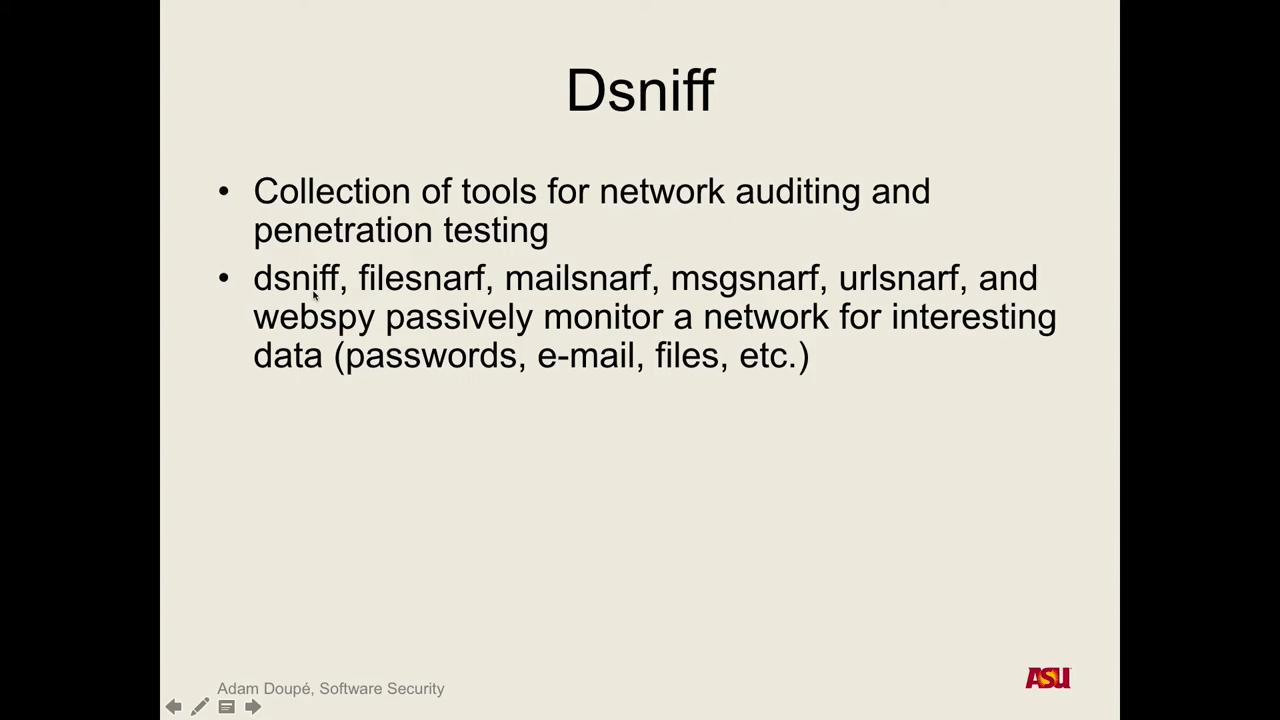 Dsniff
• Collection of tools for network auditing and
penetration testing
• dsniff, filesnarf, mailsnarf, msgsnarf, urlsnarf, and
webspy passively monitor a network for interesting
data (passwords, e-mail, files, etc.)
Adam Doupé, Software Security
ASU